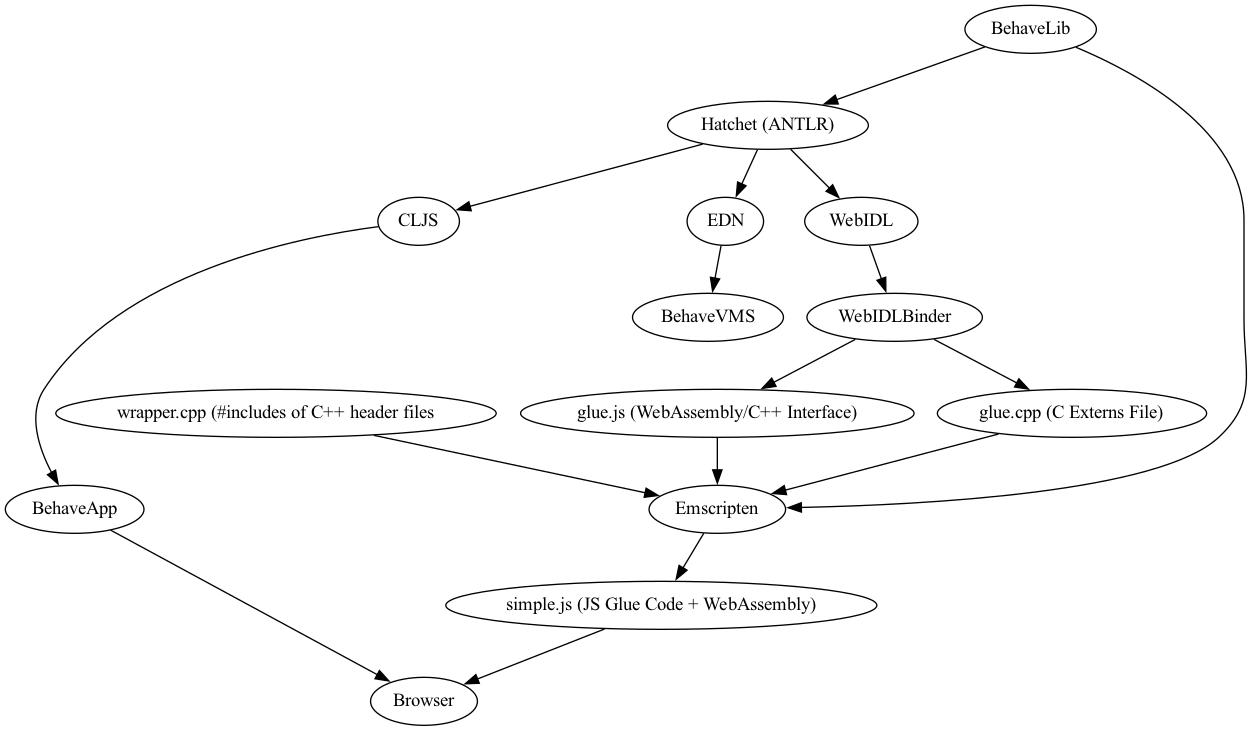 BehaveLib
Hatchet (ANTLR)
CLJS
EDN
WebIDL
BehaveVMS
WebIDLBinder
wrapper.cpp (#includes of C++ header files
glue.js (WebAssembly/C++ Interface)
glue.cpp (C Externs File)
BehaveApp
Emscripten
simple.js (JS Glue Code + WebAssembly)
Browser